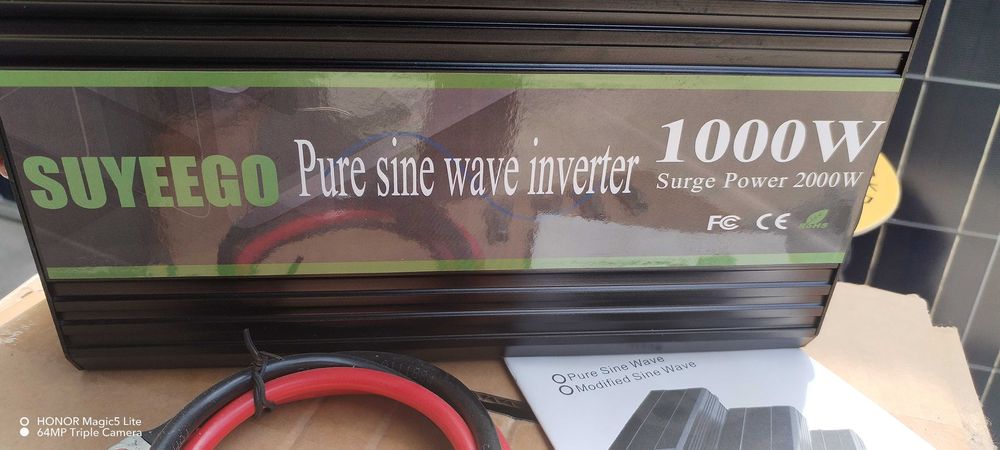 SUYEEGO
Pure sine wave inverter
1000W
Surge Power 2000W
FC CE RoHS
Pure Sine Wave
Modified Sine Wave
HONOR Magic5 Lite
64MP Triple Camera